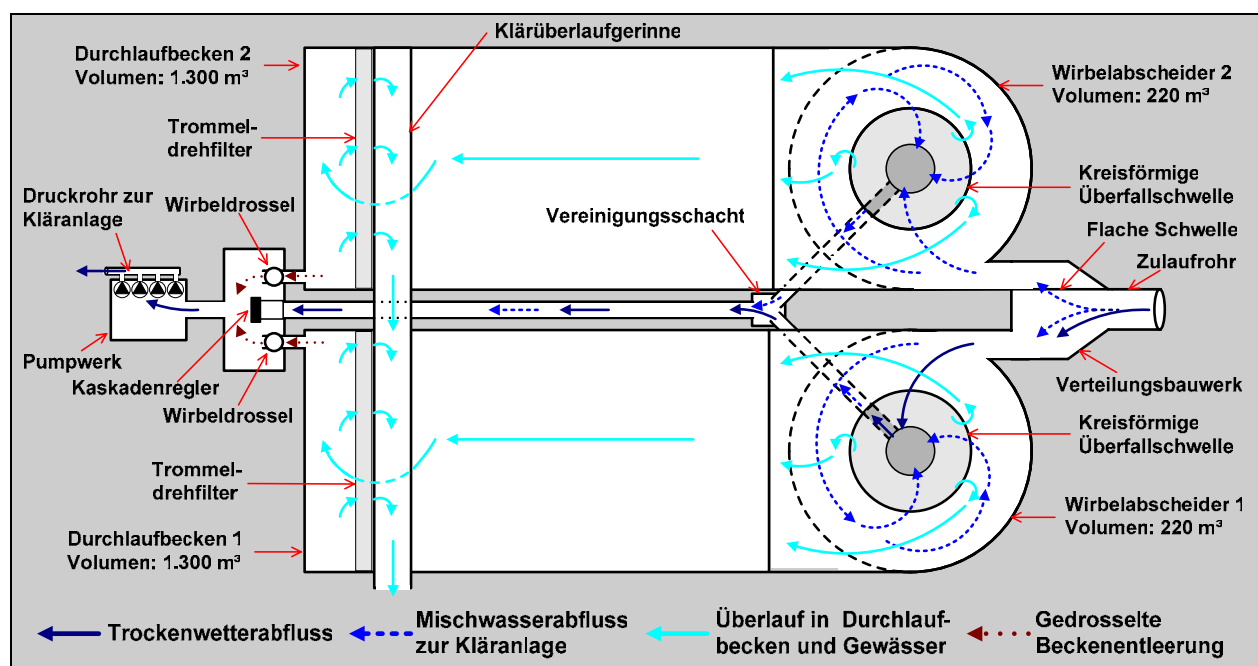 Klärüberlaufgerinne
Durchlaufbecken 2
Volumen: 1.300 m³
Wirbelabscheider 2
Volumen: 220 m³
Trommel-
drehfilter
Kreisförmige
Überfallschwelle
Druckrohr zur
Kläranlage
Wirbeldrossel
Vereinigungsschacht
Flache Schwelle
Zulaufrohr
Pumpwerk
Kaskadenregler
Wirbeldrossel
Verteilungsbauwerk
Kreisförmige
Überfallschwelle
Trommel-
drehfilter
Wirbelabscheider 1
Volumen: 220 m³
Durchlaufbecken 1
Volumen: 1.300 m³
Trockenwetterabfluss
Mischwasserabfluss
zur Kläranlage
Überlauf in Durchlauf-
becken und Gewässer
Gedrosselte
Beckenentleerung